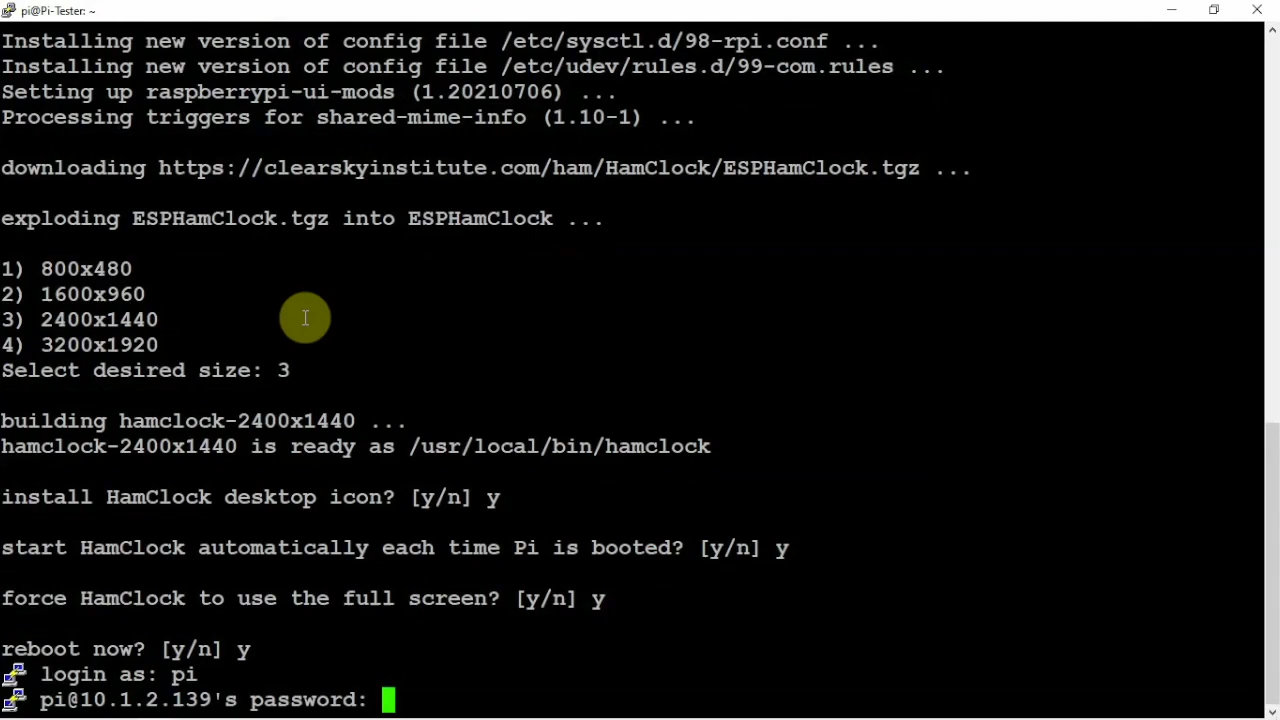 pi@Pi-Tester: ~
Installing new version of config file /etc/sysctl.d/98-rpi.conf ...
Installing new version of config file /etc/udev/rules.d/99-com.rules ...
Setting up raspberrypi-ui-mods (1.20210706) ...
Processing triggers for shared-mime-info (1.10-1) ...
downloading https://clearskyinstitute.com/ham/HamClock/ESPHamClock.tgz ...
exploding ESPHamClock.tgz into ESPHamClock ...
1) 800x480
2) 1600x960
3) 2400x1440
4) 3200x1920
Select desired size: 3
building hamclock-2400x1440 ...
hamclock-2400x1440 is ready as /usr/local/bin/hamclock
install HamClock desktop icon? [y/n] y
start HamClock automatically each time Pi is booted? [y/n] y
force HamClock to use the full screen? [y/n] y
reboot now? [y/n] y
login as: pi
pi@10.1.2.139's password: